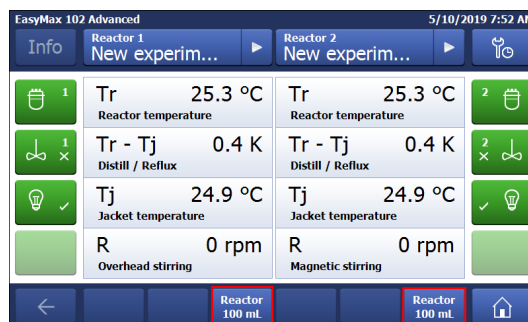 EasyMax 102 Advanced
5/10/2019 7:52 AM
Info
Reactor 1
New experim...
Reactor 2
New experim...
1
Tr 25.3 °C
Reactor temperature
Tr 25.3 °C
Reactor temperature
2
1
Tr - Tj 0.4 K
Distill / Reflux
Tr - Tj 0.4 K
Distill / Reflux
2
Tj 24.9 °C
Jacket temperature
Tj 24.9 °C
Jacket temperature
R 0 rpm
Overhead stirring
R 0 rpm
Magnetic stirring
Reactor
100 mL
Reactor
100 mL